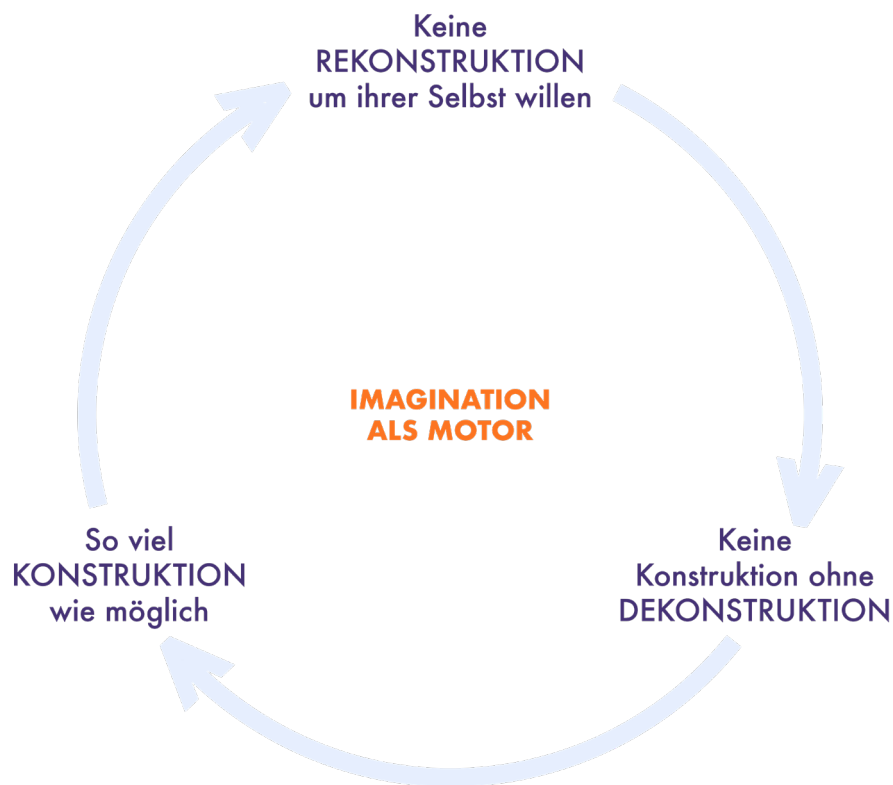 Keine
REKONSTRUKTION
um ihrer Selbst willen
IMAGINATION
ALS MOTOR
So viel
KONSTRUKTION
wie möglich
Keine
Konstruktion ohne
DEKONSTRUKTION